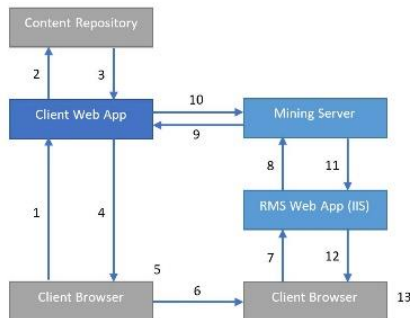 Content Repository
2
3
Client Web App
10
Mining Server
9
8
11
1
4
RMS Web App (IIS)
7
12
5
6
Client Browser
Client Browser
13